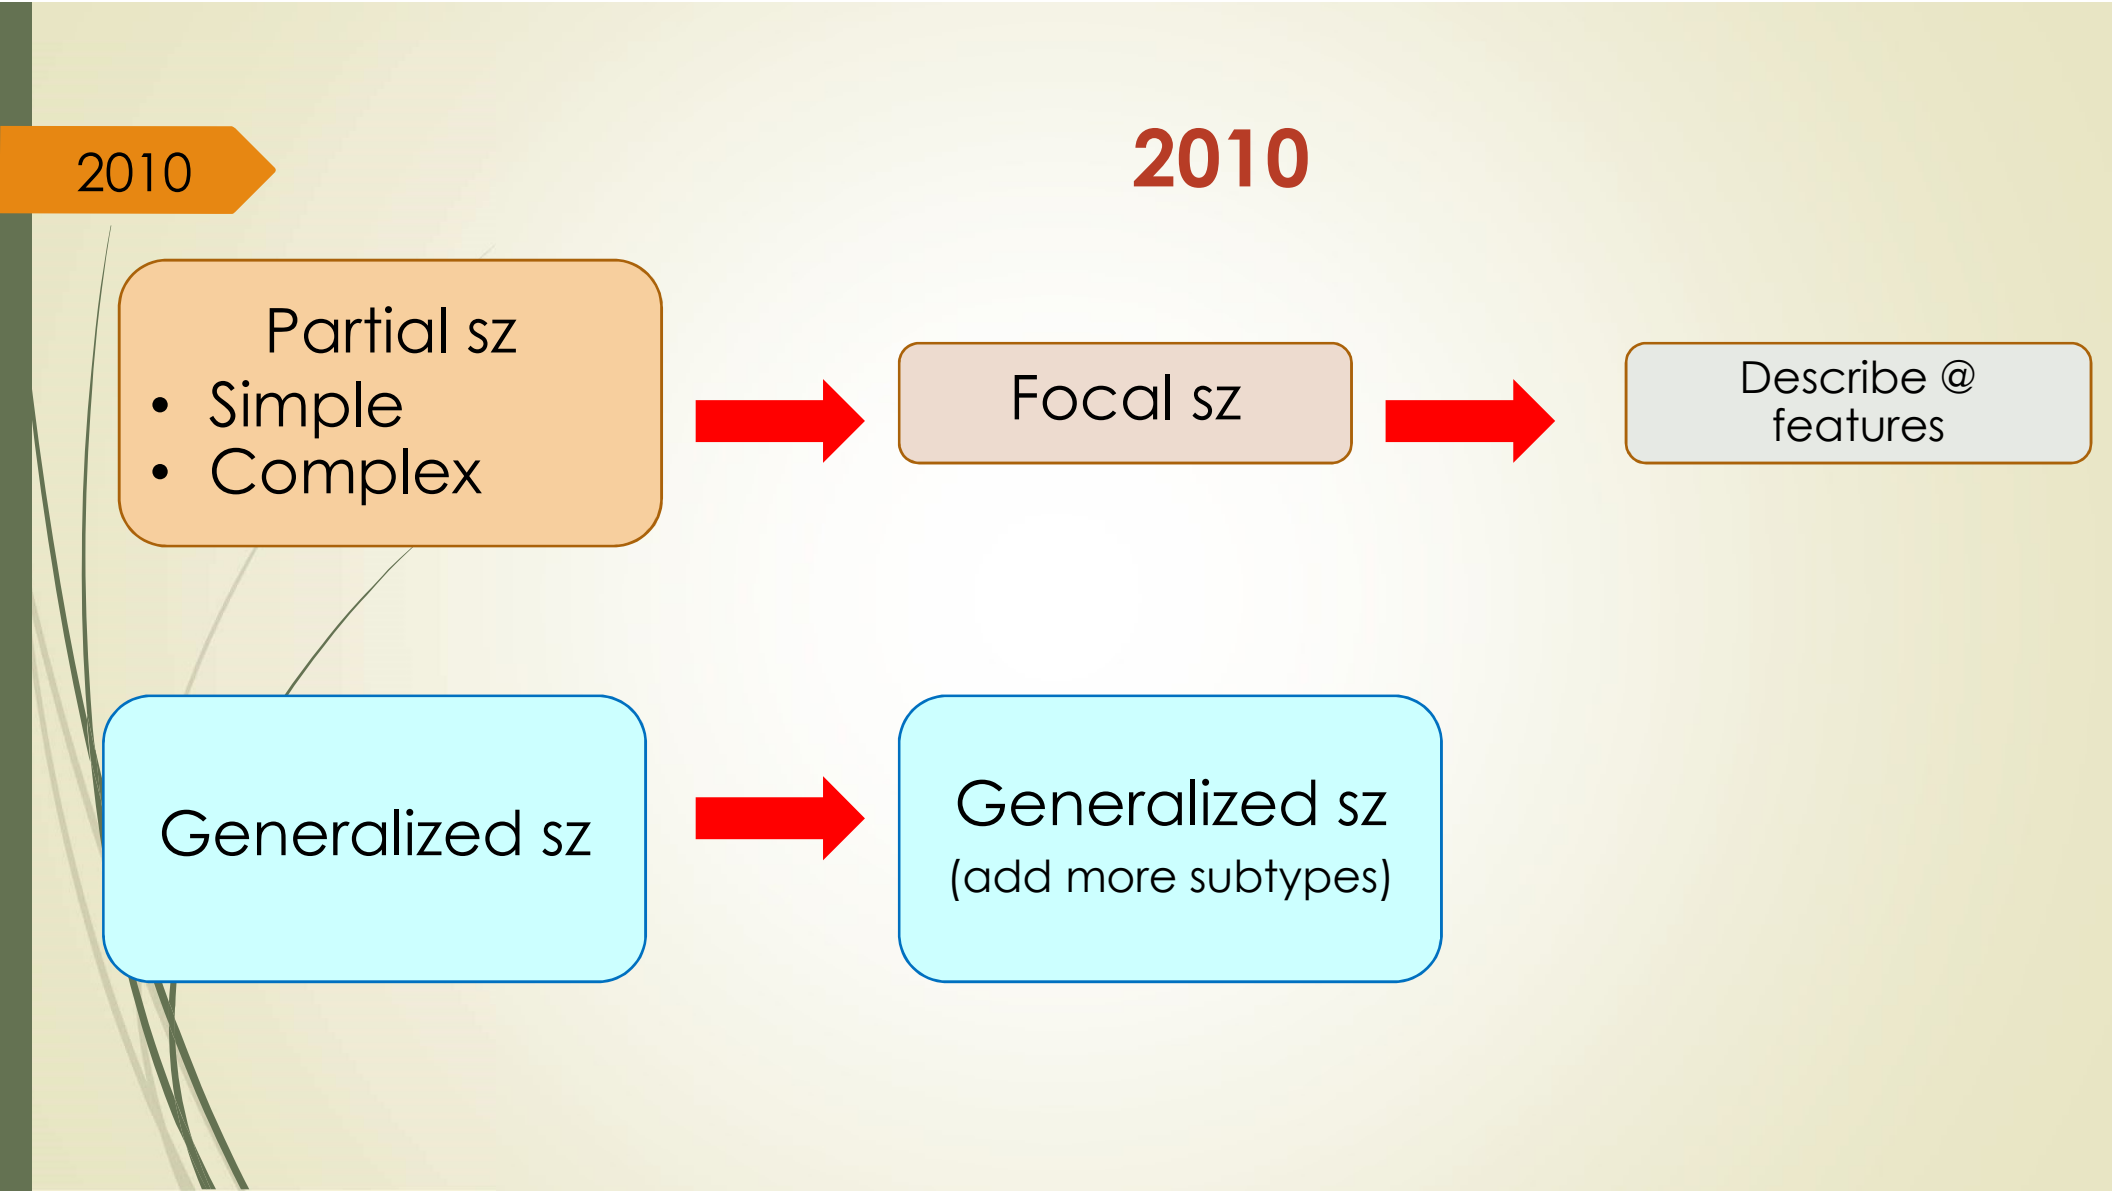 2010
2010
Partial sz
• Simple
• Complex
Focal sz
Describe @
features
Generalized sz
Generalized sz
(add more subtypes)